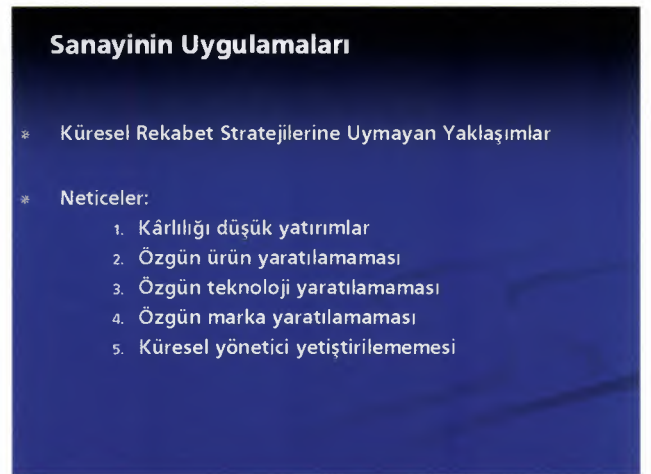 Sanayinin Uygulamaları
* Küresel Rekabet Stratejilerine Uymayan Yaklaşımlar
* Neticeler:
1. Kârlılığı düşük yatırımlar
2. Özgün ürün yaratılamaması
3. Özgün teknoloji yaratılamaması
4. Özgün marka yaratılamaması
5. Küresel yönetici yetiştirilememesi